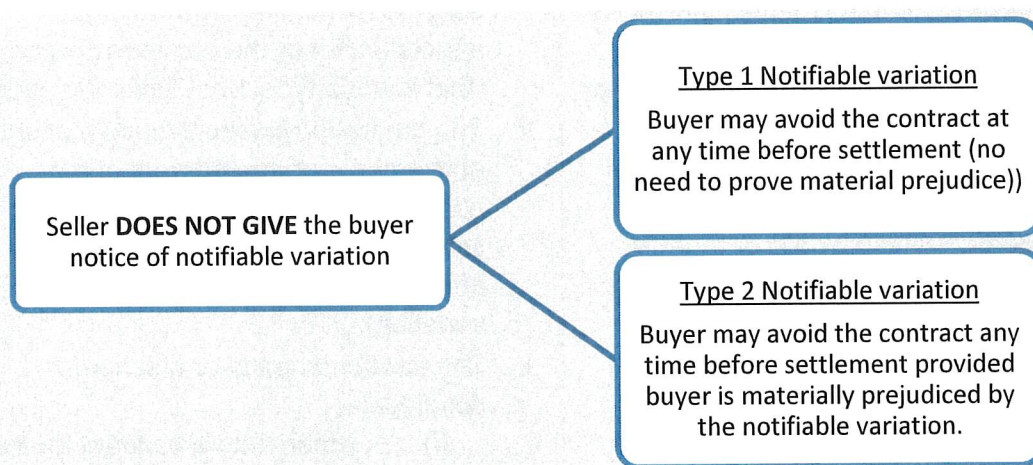 Seller DOES NOT GIVE the buyer
notice of notifiable variation
Type 1 Notifiable variation
Buyer may avoid the contract at
any time before settlement (no
need to prove material prejudice))
Type 2 Notifiable variation
Buyer may avoid the contract any
time before settlement provided
buyer is materially prejudiced by
the notifiable variation.